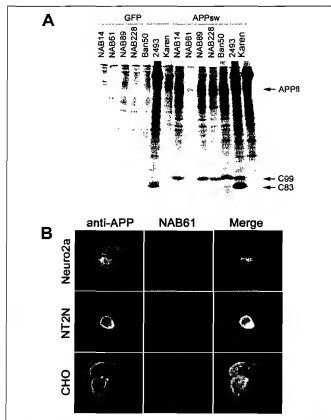 A
GFP APPsw
NAB14 NAB61 NAB89 NAB228 Ban50 2493 Karen NAB14 NAB61 NAB89 NAB228 Ban50 2493 Karen
APPfl
C99
C83
B
anti-APP NAB61 Merge
Neuro2a
NT2N
CHO